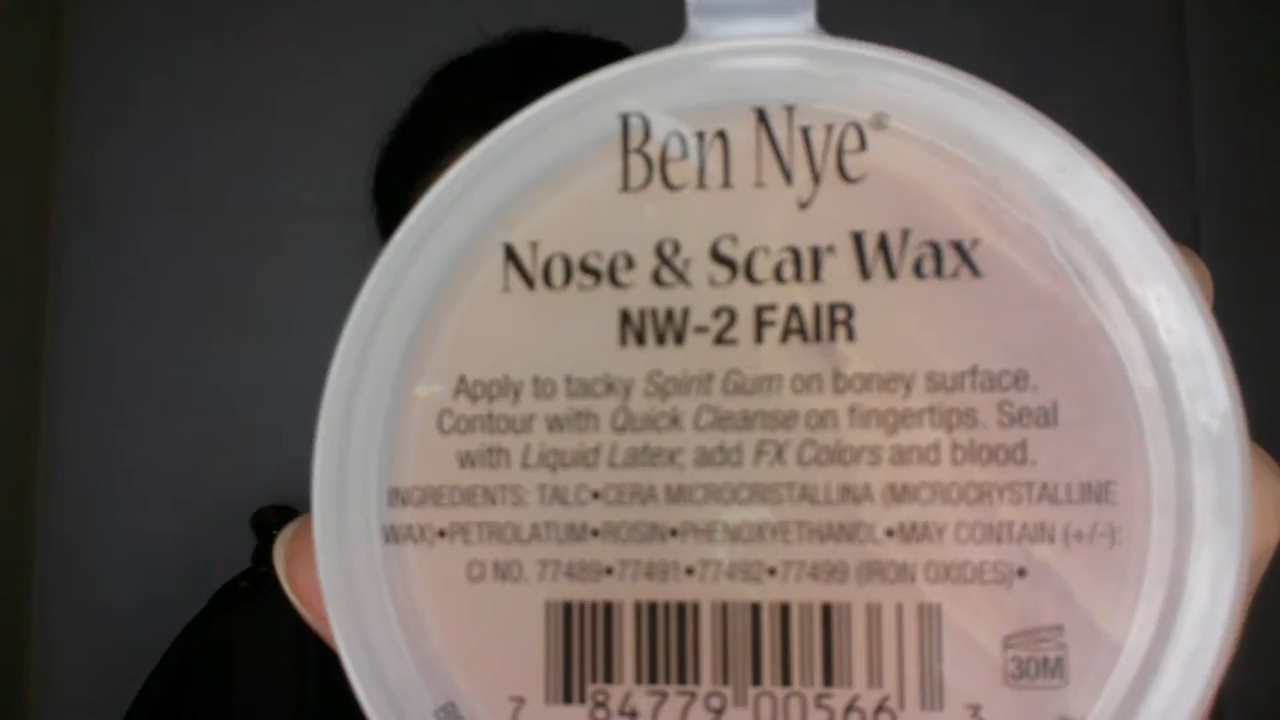 Ben Nye®
Nose & Scar Wax
NW-2 FAIR
Apply to tacky Spirit Gum on boney surface.
Contour with Quick Cleanse on fingertips. Seal
with Liquid Latex; add FX Colors and blood.
INGREDIENTS: TALC•CERA MICROCRISTALLINA (MICROCRYSTALLINE
WAX)•PETROLATUM•ROSIN•PHENOXYETHANOL•MAY CONTAIN (+/-):
CI NO. 77489•77491•77492•77499 (IRON OXIDES)•
30M
7 84779 00566 3